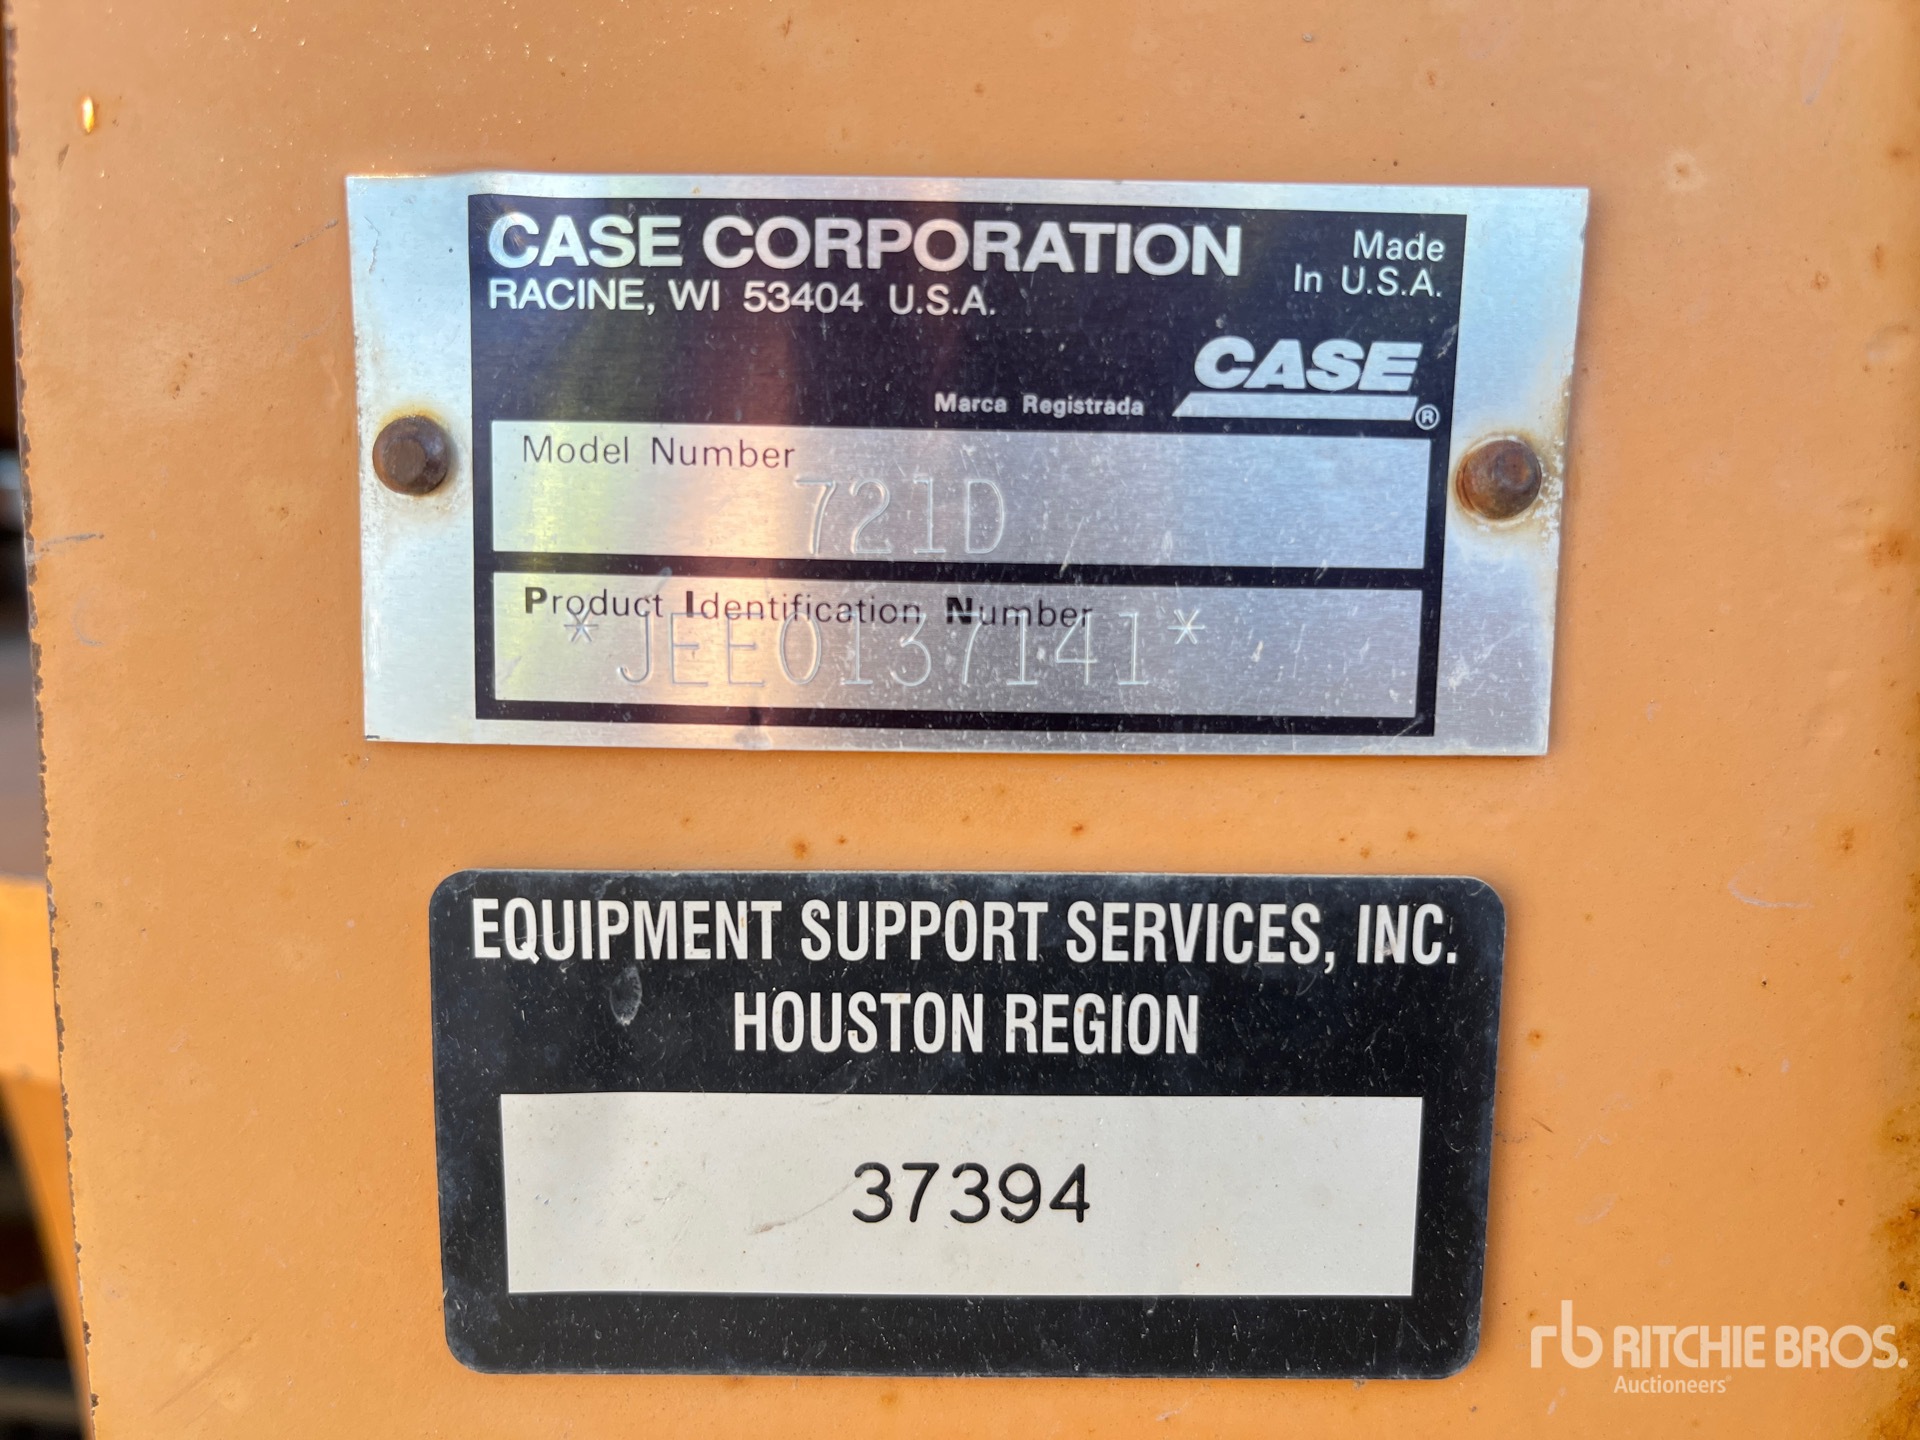 CASE CORPORATION
RACINE, WI 53404 U.S.A.
Made
In U.S.A.
CASE
Marca Registrada ®
Model Number
721D
Product Identification Number
*JEE0137141*
EQUIPMENT SUPPORT SERVICES, INC.
HOUSTON REGION
37394
rb RITCHIE BROS.
Auctioneers